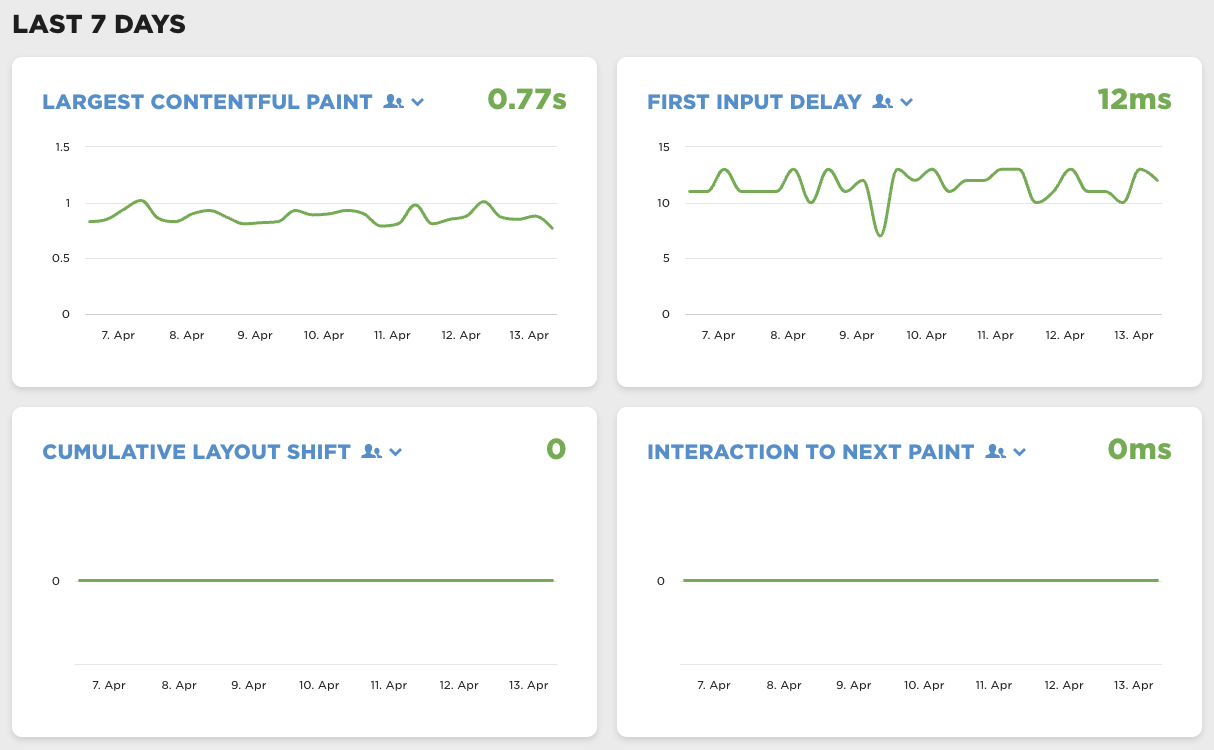 LAST 7 DAYS
LARGEST CONTENTFUL PAINT 0.77s
1.5
1
0.5
0
7. Apr 8. Apr 9. Apr 10. Apr 11. Apr 12. Apr 13. Apr
FIRST INPUT DELAY 12ms
15
10
5
0
7. Apr 8. Apr 9. Apr 10. Apr 11. Apr 12. Apr 13. Apr
CUMULATIVE LAYOUT SHIFT 0
0
7. Apr 8. Apr 9. Apr 10. Apr 11. Apr 12. Apr 13. Apr
INTERACTION TO NEXT PAINT 0ms
0
7. Apr 8. Apr 9. Apr 10. Apr 11. Apr 12. Apr 13. Apr